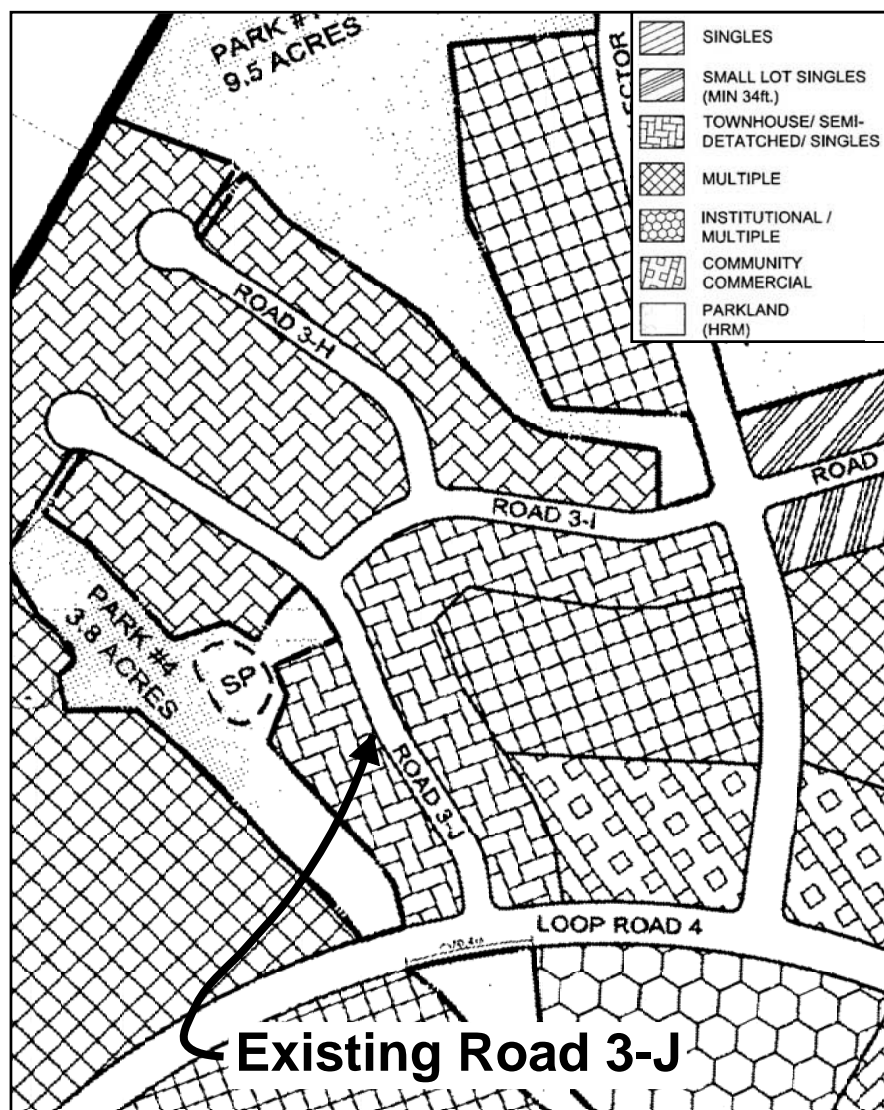 PARK #
9.5 ACRES
SINGLES
SMALL LOT SINGLES
(MIN 34ft.)
TOWNHOUSE/ SEMI-
DETATCHED/ SINGLES
MULTIPLE
INSTITUTIONAL /
MULTIPLE
COMMUNITY
COMMERCIAL
PARKLAND
(HRM)
ECTOR
ROAD 3-H
ROAD
ROAD 3-I
PARK #4
3.8 ACRES
SP
ROAD 3-J
LOOP ROAD 4
Existing Road 3-J